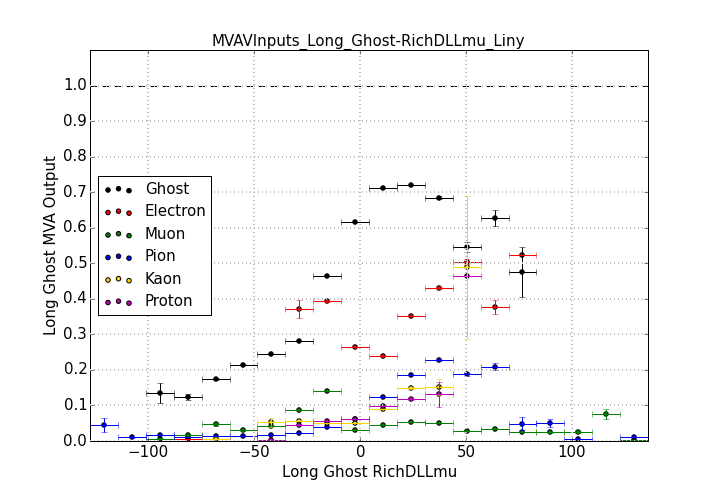 MVAVInputs_Long_Ghost-RichDLLmu_Liny
Long Ghost MVA Output
1.0
0.9
0.8
0.7
0.6
0.5
0.4
0.3
0.2
0.1
0.0
Ghost
Electron
Muon
Pion
Kaon
Proton
−100
−50
0
50
100
Long Ghost RichDLLmu